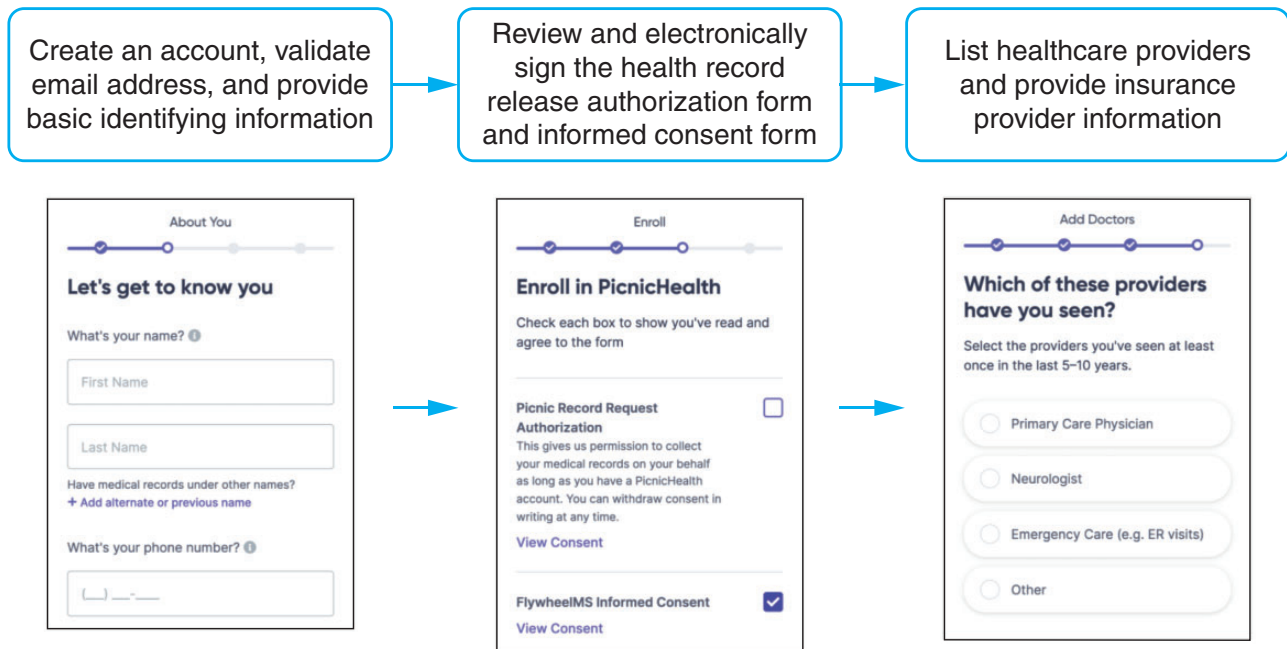 Create an account, validate
email address, and provide
basic identifying information
Review and electronically
sign the health record
release authorization form
and informed consent form
List healthcare providers
and provide insurance
provider information
About You
Let's get to know you
What's your name?
First Name
Last Name
Have medical records under other names?
+ Add alternate or previous name
What's your phone number?
(__) __-___
Enroll
Enroll in PicnicHealth
Check each box to show you've read and
agree to the form
Picnic Record Request
Authorization
This gives us permission to collect
your medical records on your behalf
as long as you have a PicnicHealth
account. You can withdraw consent in
writing at any time.
View Consent
FlywheelMS Informed Consent
View Consent
Add Doctors
Which of these providers
have you seen?
Select the providers you've seen at least
once in the last 5–10 years.
Primary Care Physician
Neurologist
Emergency Care (e.g. ER visits)
Other